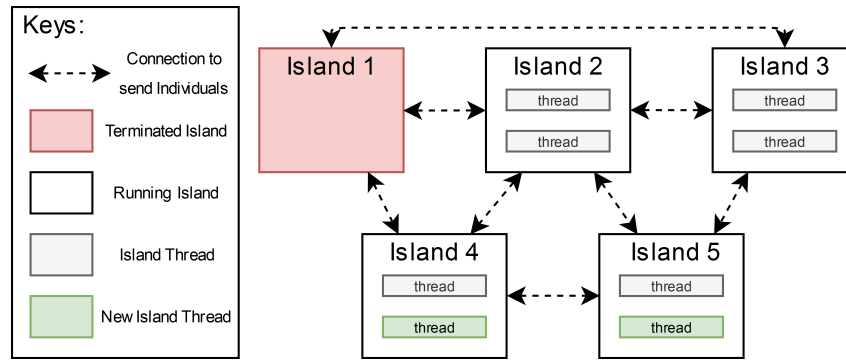 Keys:
Connection to
send Individuals
Terminated Island
Running Island
Island Thread
New Island Thread
Island 1
Island 2
thread
thread
Island 3
thread
thread
Island 4
thread
thread
Island 5
thread
thread